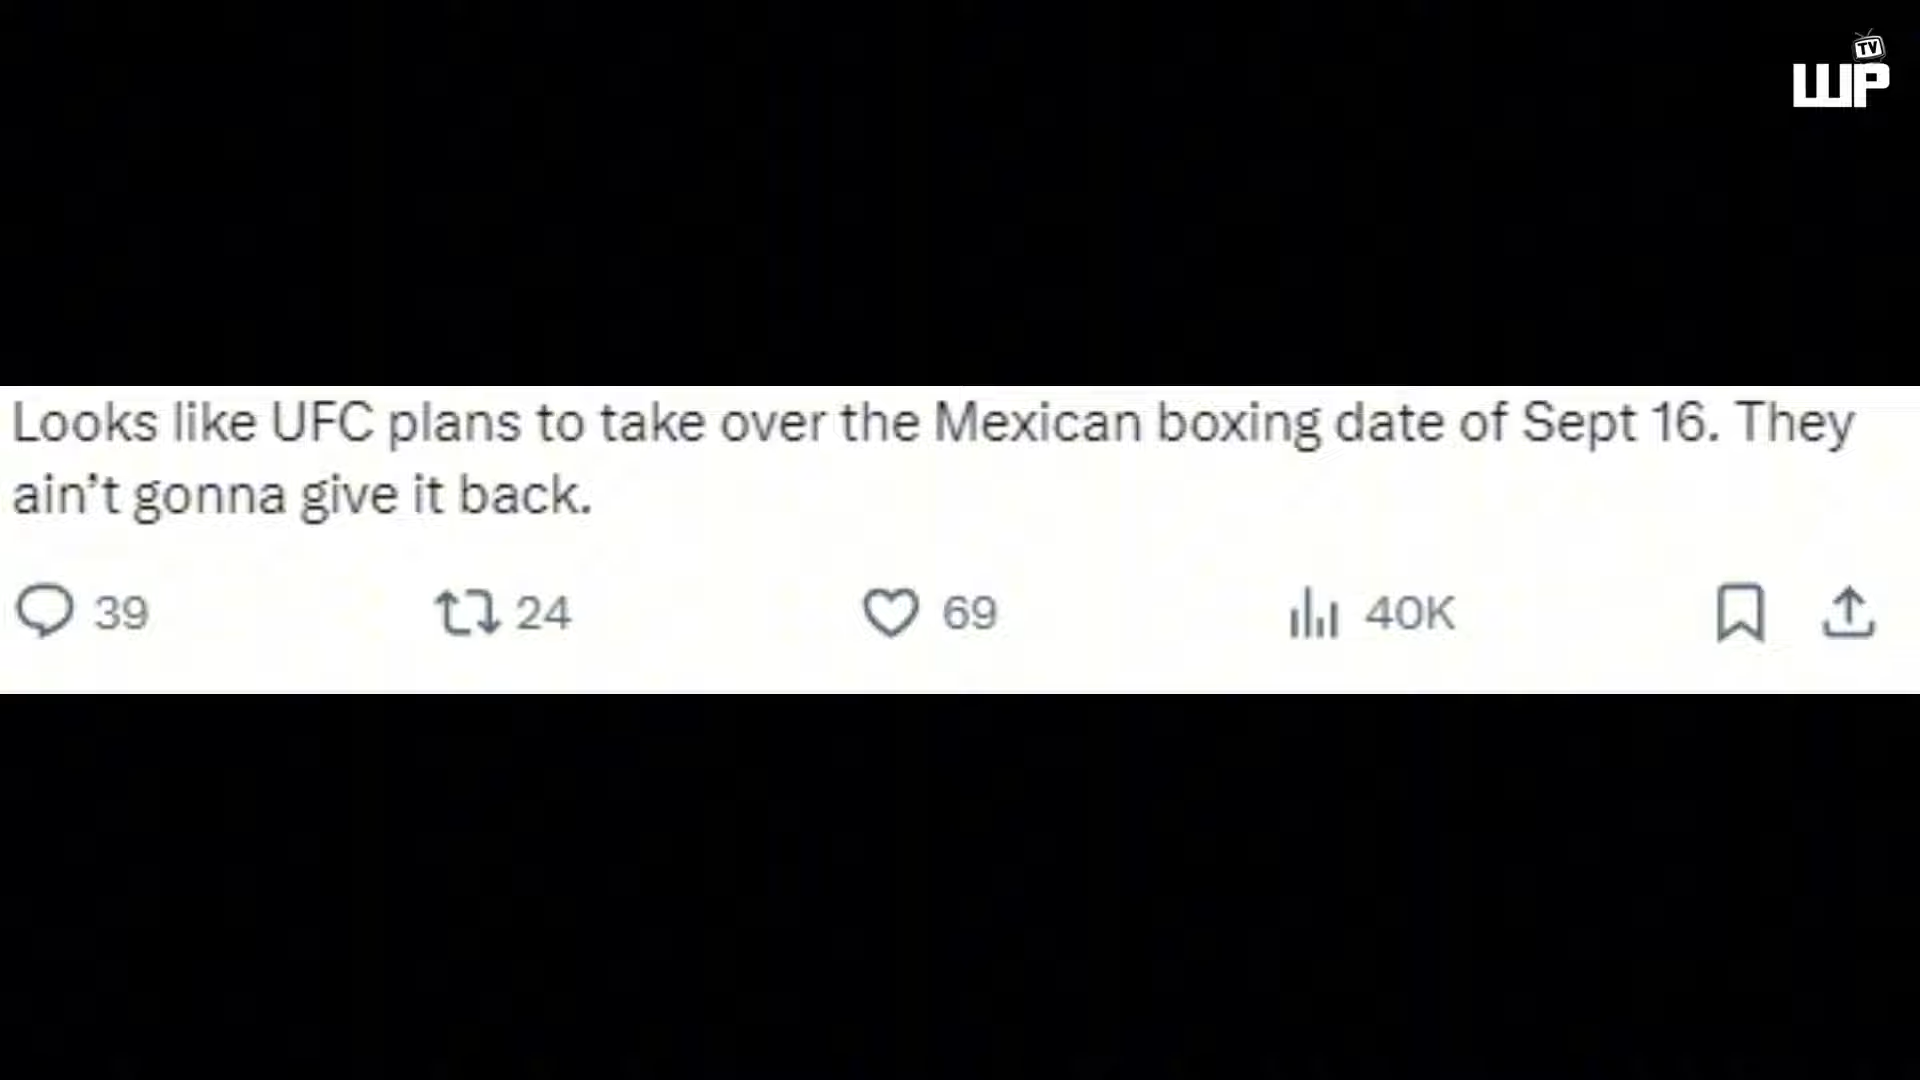 TV
WP
Looks like UFC plans to take over the Mexican boxing date of Sept 16. They
ain’t gonna give it back.
39 24 69 40K